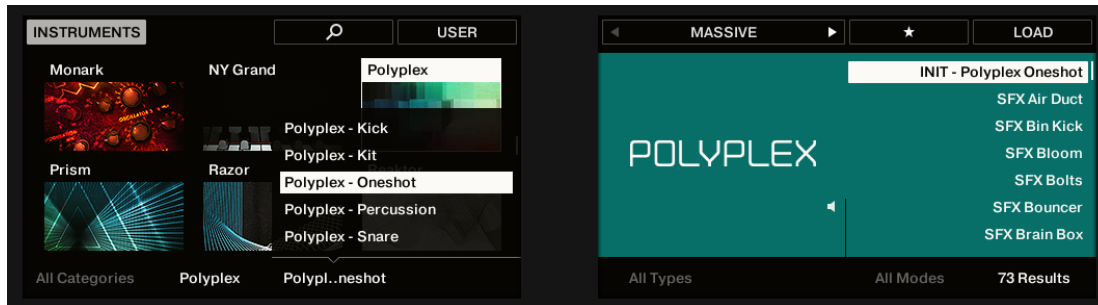 INSTRUMENTS
USER
Monark
NY Grand
Polyplex
Polyplex - Kick
Polyplex - Kit
Prism
Razor
Reaktor
Polyplex - Oneshot
Polyplex - Percussion
Polyplex - Snare
All Categories
Polyplex
Polypl..neshot
MASSIVE
★
LOAD
POLYPLEX
INIT - Polyplex Oneshot
SFX Air Duct
SFX Bin Kick
SFX Bloom
SFX Bolts
SFX Bouncer
SFX Brain Box
All Types
All Modes
73 Results